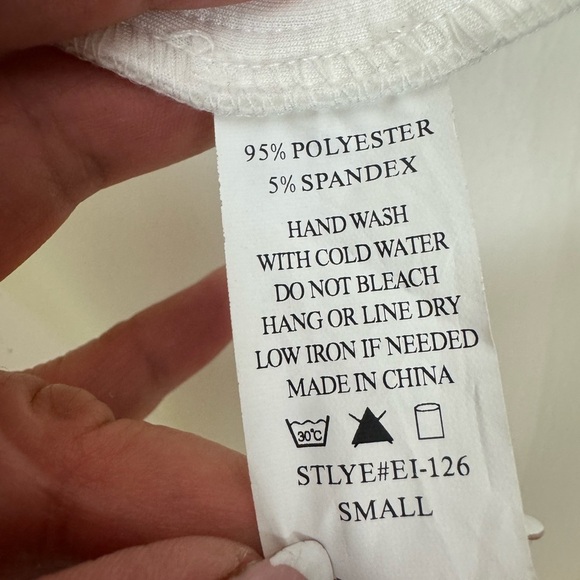 95% POLYESTER
5% SPANDEX
HAND WASH
WITH COLD WATER
DO NOT BLEACH
HANG OR LINE DRY
LOW IRON IF NEEDED
MADE IN CHINA
30°C
STLYE#EI-126
SMALL